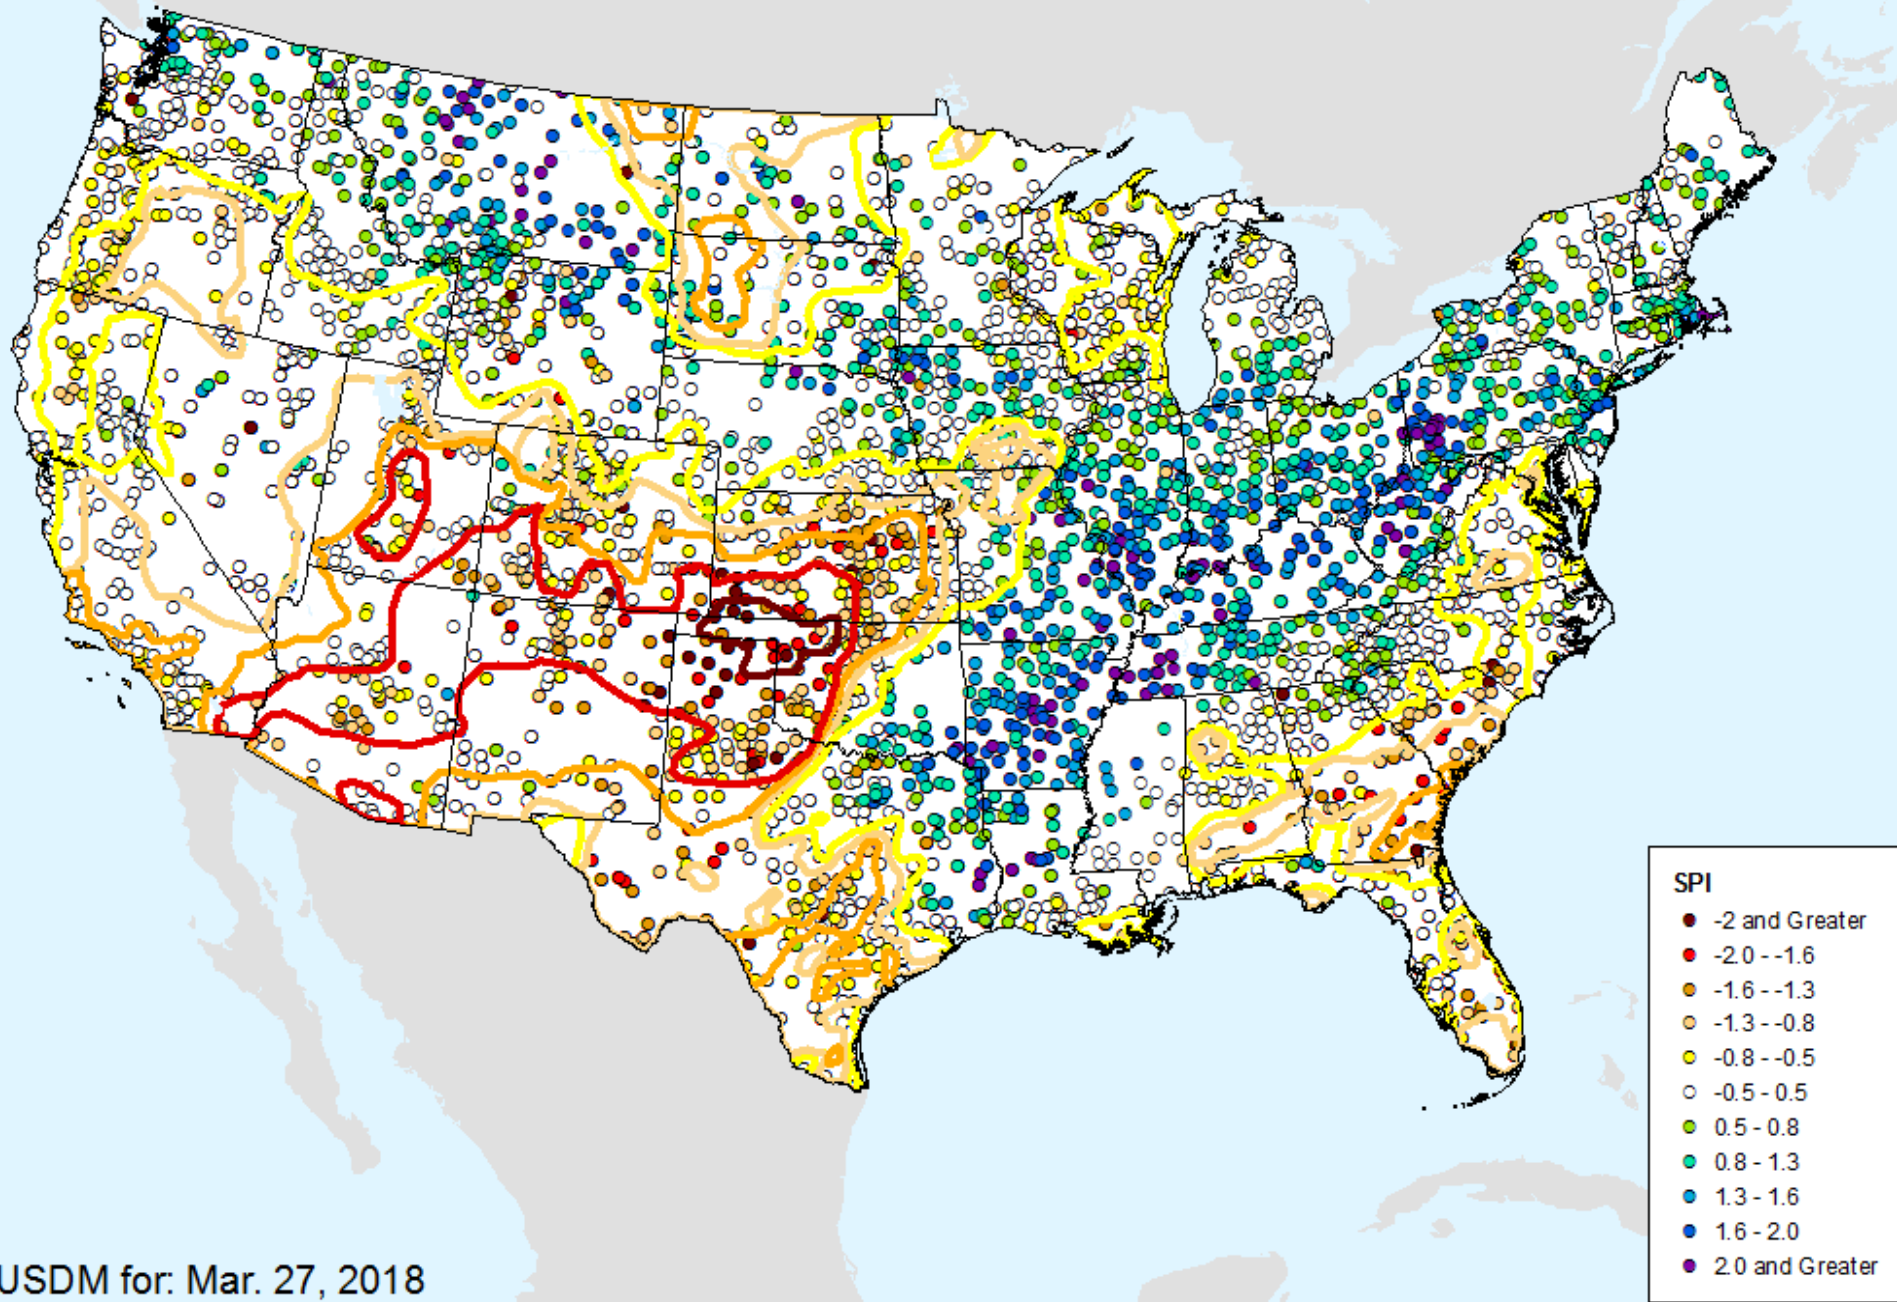 SPI
-2 and Greater
-2.0 - -1.6
-1.6 - -1.3
-1.3 - -0.8
-0.8 - -0.5
-0.5 - 0.5
0.5 - 0.8
0.8 - 1.3
1.3 - 1.6
1.6 - 2.0
2.0 and Greater
USDM for: Mar. 27, 2018